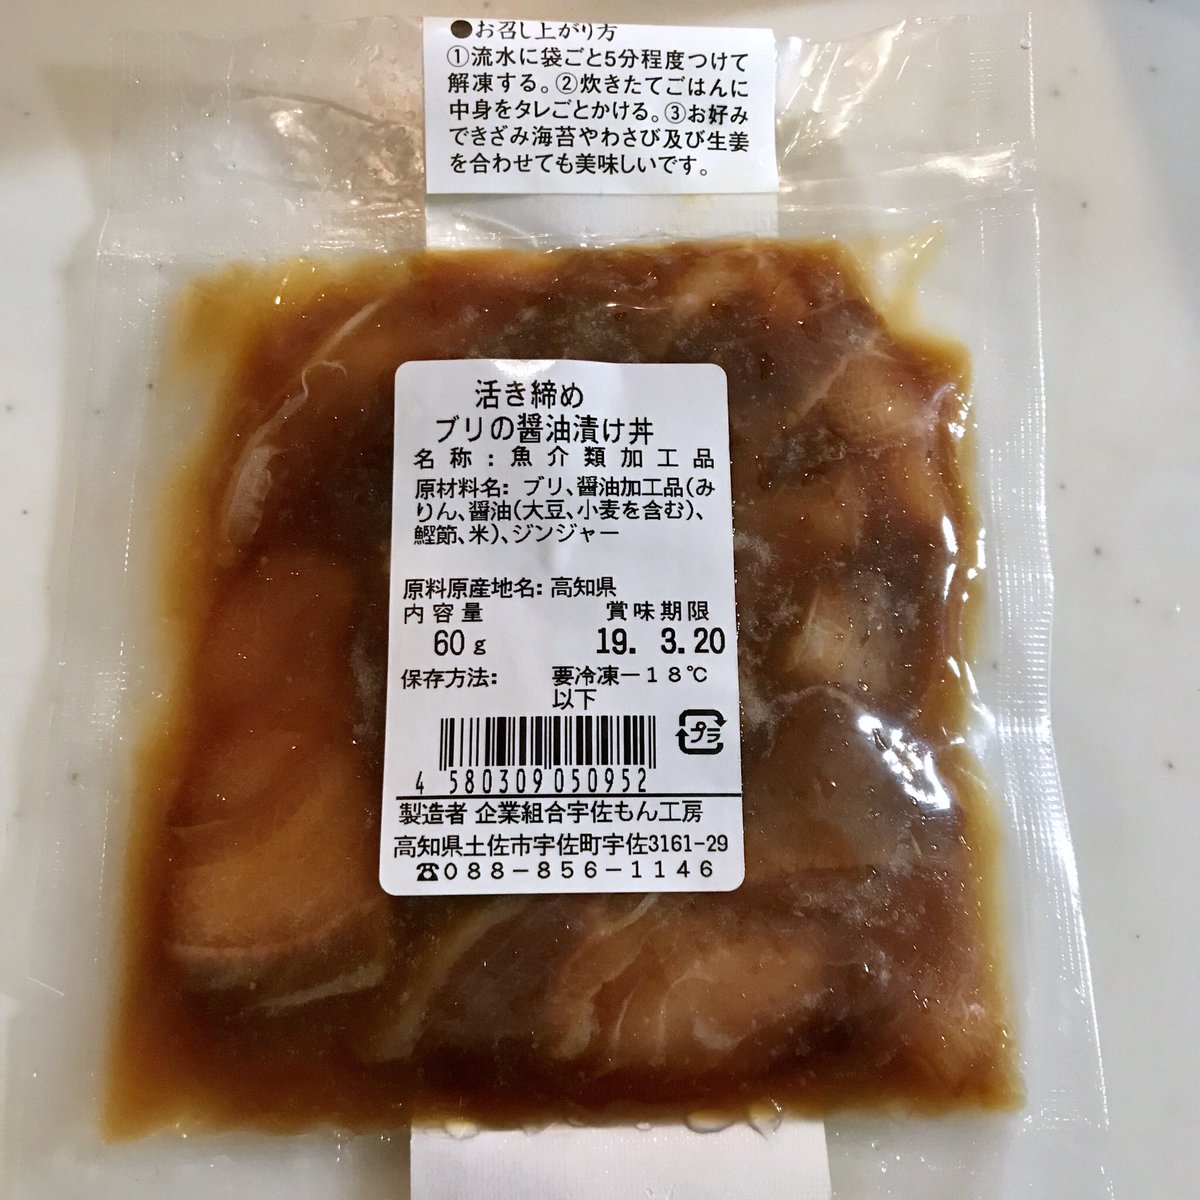 ●お召し上がり方
①流水に袋ごと5分程度つけて
解凍する。②炊きたてごはんに
中身をタレごとかける。③お好み
できざみ海苔やわさび及び生姜
を合わせても美味しいです。
活き締め
ブリの醤油漬け丼
名称:魚介類加工品
原材料名: ブリ、醤油加工品(み
りん、醤油(大豆、小麦を含む)、
鰹節、米)、ジンジャー
原料原産地名: 高知県
内容量 賞味期限
60g 19. 3.20
保存方法: 要冷凍-18℃
以下
プラ
4 580309 050952
製造者 企業組合宇佐もん工房
高知県土佐市宇佐町宇佐3161-29
☎088-856-1146